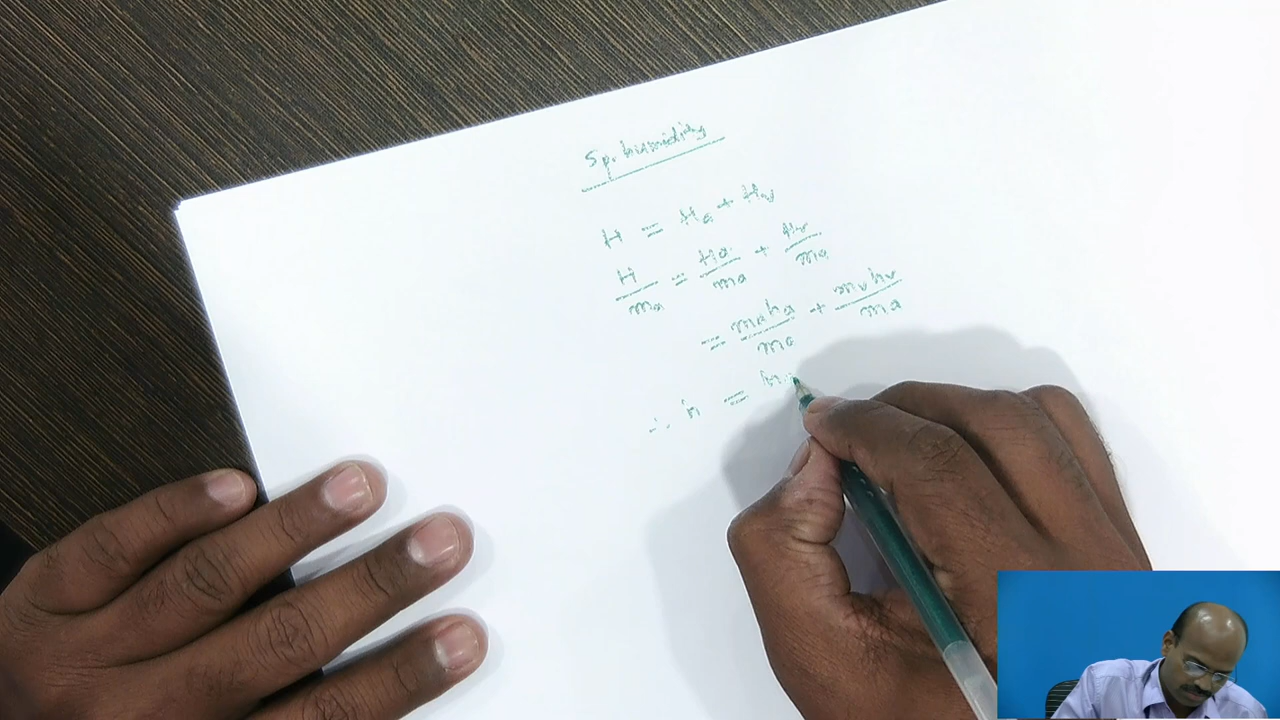 Sp. humidity
H = Ha + Hv
H/ma = Ha/ma + Hv/ma
= maha/ma + mvhv/ma
∴ h = h